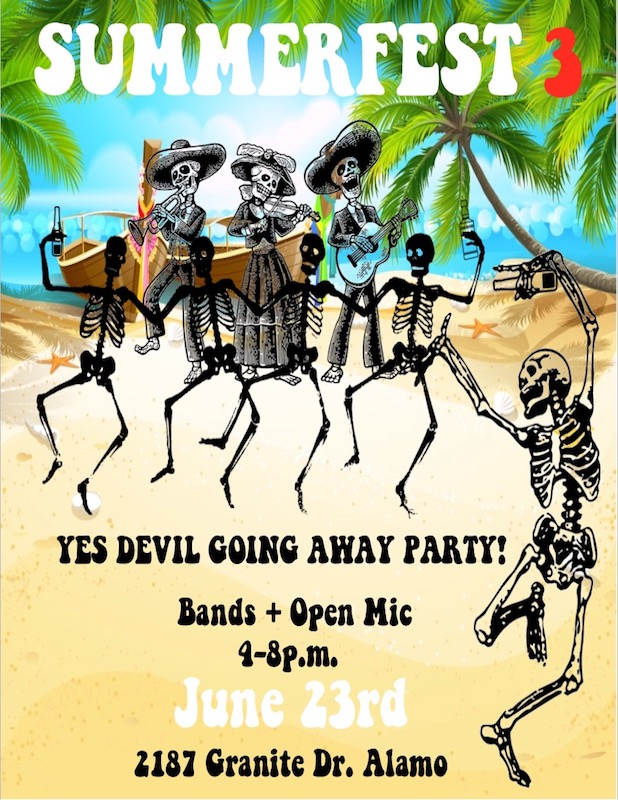 SUMMERFEST 3
YES DEVIL GOING AWAY PARTY!
Bands + Open Mic
4-8p.m.
June 23rd
2187 Granite Dr. Alamo